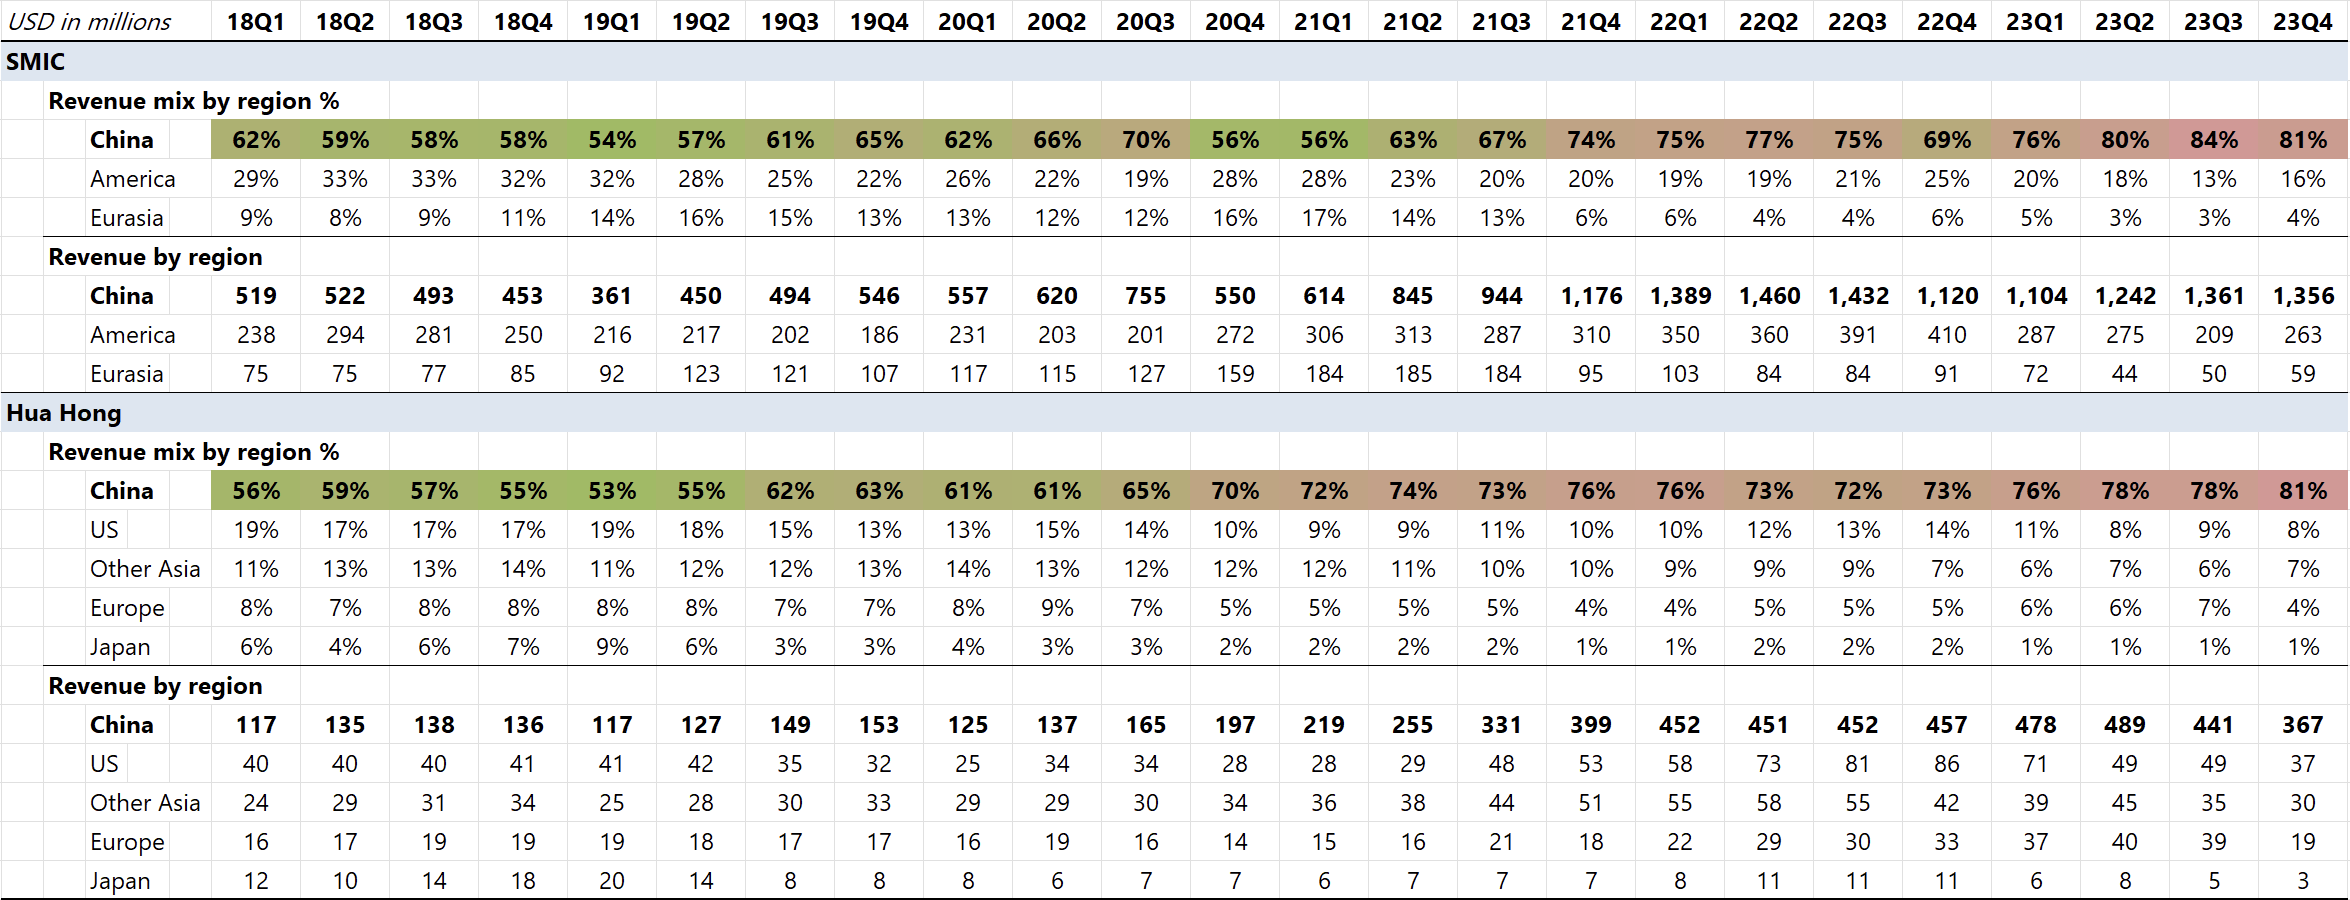 USD in millions 18Q1 18Q2 18Q3 18Q4 19Q1 19Q2 19Q3 19Q4 20Q1 20Q2 20Q3 20Q4 21Q1 21Q2 21Q3 21Q4 22Q1 22Q2 22Q3 22Q4 23Q1 23Q2 23Q3 23Q4
SMIC
Revenue mix by region %
China 62% 59% 58% 58% 54% 57% 61% 65% 62% 66% 70% 56% 56% 63% 67% 74% 75% 77% 75% 69% 76% 80% 84% 81%
America 29% 33% 33% 32% 32% 28% 25% 22% 26% 22% 19% 28% 28% 23% 20% 20% 19% 19% 21% 25% 20% 18% 13% 16%
Eurasia 9% 8% 9% 11% 14% 16% 15% 13% 13% 12% 12% 16% 17% 14% 13% 6% 6% 4% 4% 6% 5% 3% 3% 4%
Revenue by region
China 519 522 493 453 361 450 494 546 557 620 755 550 614 845 944 1,176 1,389 1,460 1,432 1,120 1,104 1,242 1,361 1,356
America 238 294 281 250 216 217 202 186 231 203 201 272 306 313 287 310 350 360 391 410 287 275 209 263
Eurasia 75 75 77 85 92 123 121 107 117 115 127 159 184 185 184 95 103 84 84 91 72 44 50 59
Hua Hong
Revenue mix by region %
China 56% 59% 57% 55% 53% 55% 62% 63% 61% 61% 65% 70% 72% 74% 73% 76% 76% 73% 72% 73% 76% 78% 78% 81%
US 19% 17% 17% 17% 19% 18% 15% 13% 13% 15% 14% 10% 9% 9% 11% 10% 10% 12% 13% 14% 11% 8% 9% 8%
Other Asia 11% 13% 13% 14% 11% 12% 12% 13% 14% 13% 12% 12% 12% 11% 10% 10% 9% 9% 9% 7% 6% 7% 6% 7%
Europe 8% 7% 8% 8% 8% 8% 7% 7% 8% 9% 7% 5% 5% 5% 5% 4% 4% 5% 5% 5% 6% 6% 7% 4%
Japan 6% 4% 6% 7% 9% 6% 3% 3% 4% 3% 3% 2% 2% 2% 2% 1% 1% 2% 2% 2% 1% 1% 1% 1%
Revenue by region
China 117 135 138 136 117 127 149 153 125 137 165 197 219 255 331 399 452 451 452 457 478 489 441 367
US 40 40 40 41 41 42 35 32 25 34 34 28 28 29 48 53 58 73 81 86 71 49 49 37
Other Asia 24 29 31 34 25 28 30 33 29 29 30 34 36 38 44 51 55 58 55 42 39 45 35 30
Europe 16 17 19 19 19 18 17 17 16 19 16 14 15 16 21 18 22 29 30 33 37 40 39 19
Japan 12 10 14 18 20 14 8 8 8 6 7 7 6 7 7 7 8 11 11 11 6 8 5 3